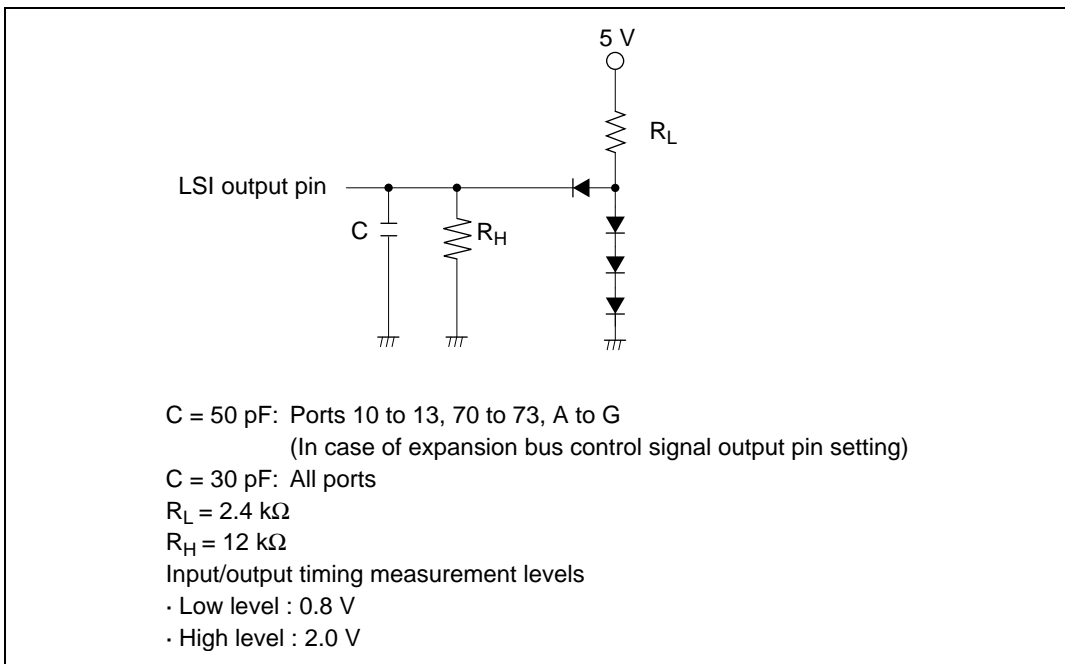 5 V
R_L
LSI output pin
C
R_H
C = 50 pF: Ports 10 to 13, 70 to 73, A to G
(In case of expansion bus control signal output pin setting)
C = 30 pF: All ports
R_L = 2.4 kΩ
R_H = 12 kΩ
Input/output timing measurement levels
· Low level : 0.8 V
· High level : 2.0 V